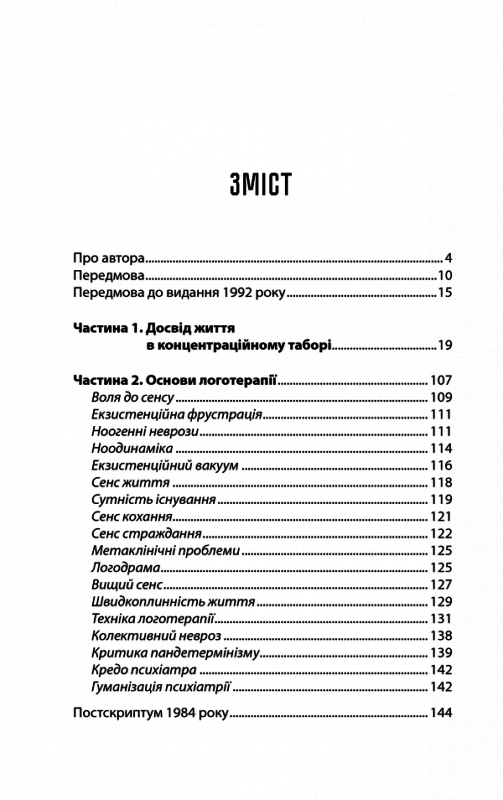 ЗМІСТ
Про автора........4
Передмова........10
Передмова до видання 1992 року........15
Частина 1. Досвід життя
в концентраційному таборі........19
Частина 2. Основи логотерапії........107
Воля до сенсу........109
Екзистенційна фрустрація........111
Ноогенні неврози........111
Ноодинаміка........114
Екзистенційний вакуум........116
Сенс життя........118
Сутність існування........119
Сенс кохання........121
Сенс страждання........122
Метаклінічні проблеми........125
Логодрама........125
Вищий сенс........127
Швидкоплинність життя........129
Техніка логотерапії........131
Колективний невроз........138
Критика пандетермінізму........139
Кредо психіатра........142
Гуманізація психіатрії........142
Постскриптум 1984 року........144